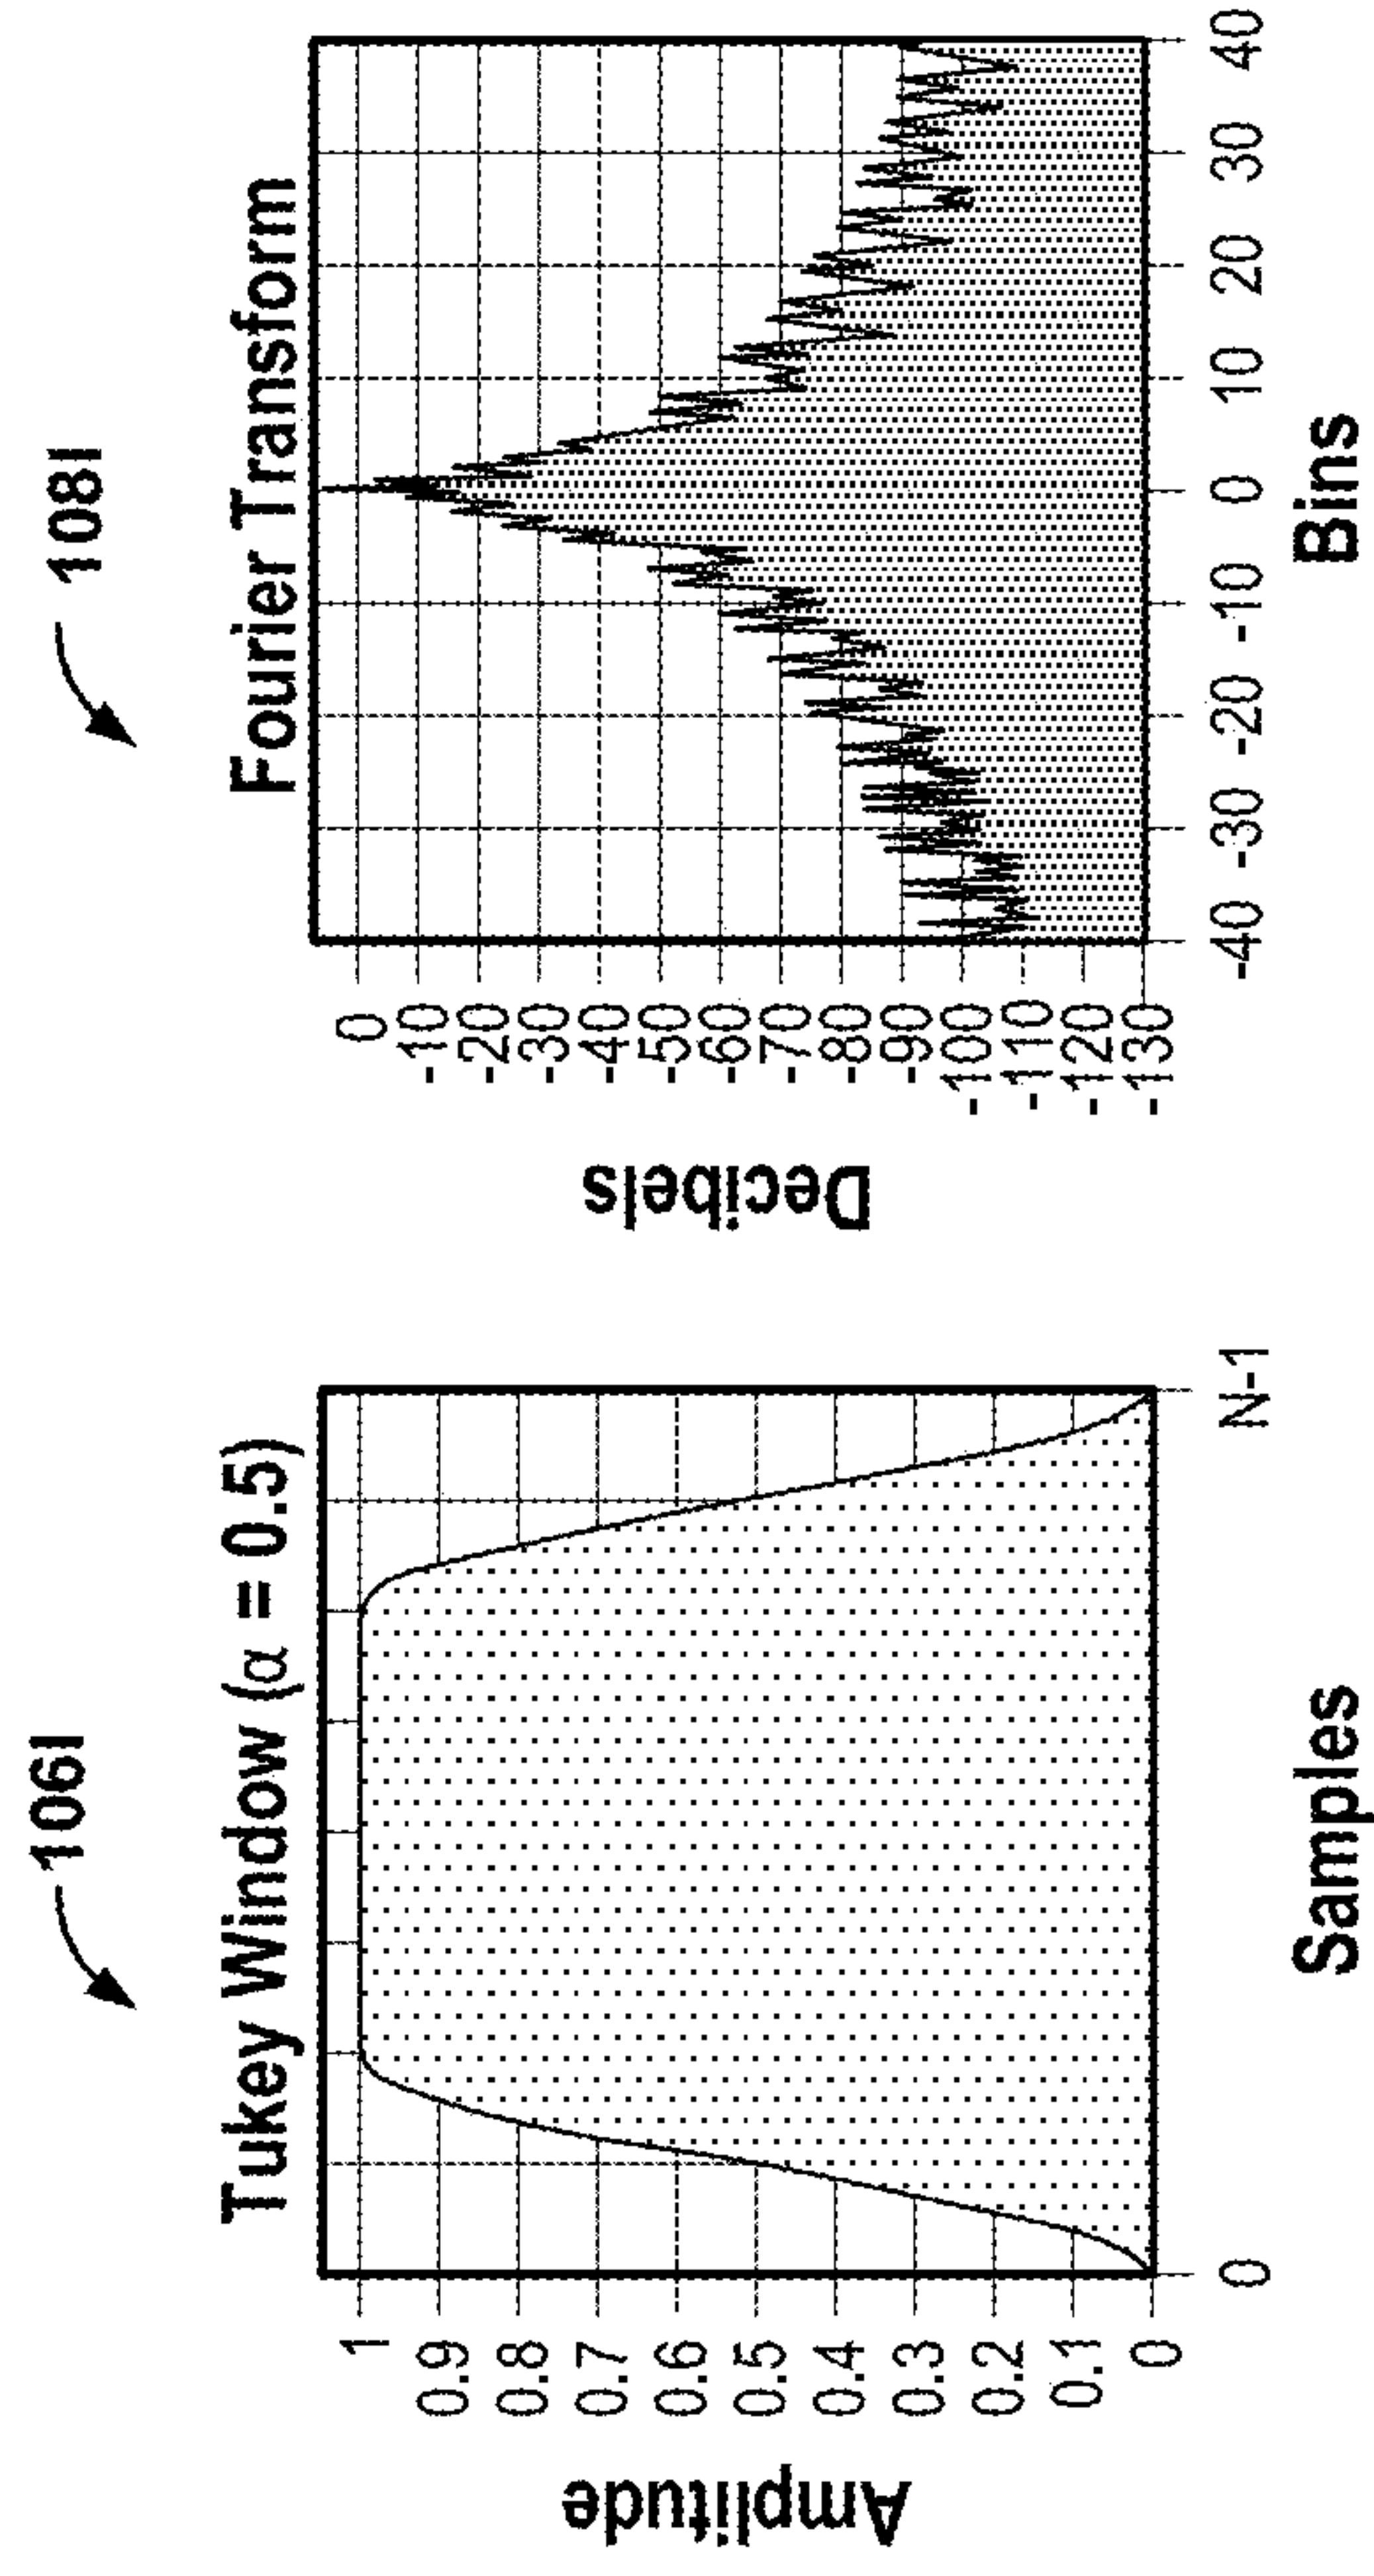 106I
Tukey Window (α = 0.5)
Amplitude
1
0.9
0.8
0.7
0.6
0.5
0.4
0.3
0.2
0.1
0
0
N-1
Samples
108I
Fourier Transform
Decibels
0
-10
-20
-30
-40
-50
-60
-70
-80
-90
-100
-110
-120
-130
-40 -30 -20 -10 0 10 20 30 40
Bins